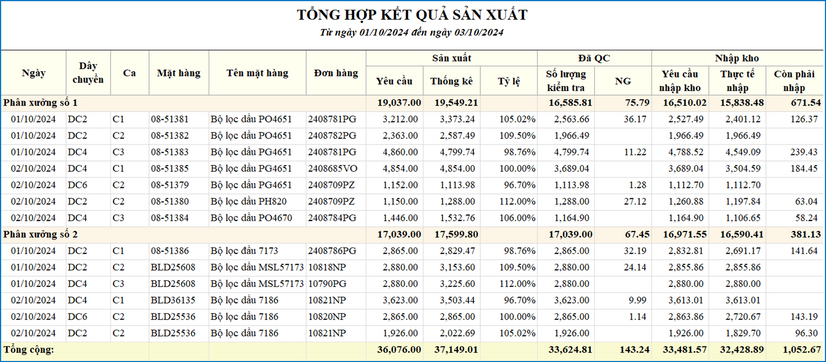 TỔNG HỢP KẾT QUẢ SẢN XUẤT
Từ ngày 01/10/2024 đến ngày 03/10/2024
Ngày Dây chuyền Ca Mặt hàng Tên mặt hàng Đơn hàng Sản xuất Đã QC Nhập kho
Yêu cầu Thống kê Tỷ lệ Số lượng kiểm tra NG Yêu cầu nhập kho Thực tế nhập Còn phải nhập
Phân xưởng số 1 19,037.00 19,549.21 16,585.81 75.79 16,510.02 15,838.48 671.54
01/10/2024 DC2 C1 08-51381 Bộ lọc dầu PO4651 2408781PG 3,212.00 3,373.24 105.02% 2,563.66 36.17 2,527.49 2,401.12 126.37
01/10/2024 DC2 C2 08-51382 Bộ lọc dầu PO4651 2408782PG 2,363.00 2,587.49 109.50% 1,966.49 1,966.49 1,966.49
01/10/2024 DC4 C3 08-51383 Bộ lọc dầu PO4651 2408781PG 4,860.00 4,799.74 98.76% 4,799.74 11.22 4,788.52 4,549.09 239.43
02/10/2024 DC4 C1 08-51385 Bộ lọc dầu PG4651 2408685VO 4,854.00 4,854.00 100.00% 3,689.04 3,689.04 3,504.59 184.45
02/10/2024 DC6 C2 08-51379 Bộ lọc dầu PG4651 2408709PZ 1,152.00 1,113.98 96.70% 1,113.98 1.28 1,112.70 1,112.70
02/10/2024 DC2 C2 08-51380 Bộ lọc dầu PH820 2408709PZ 1,150.00 1,288.00 112.00% 1,288.00 27.12 1,260.88 1,197.84 63.04
02/10/2024 DC4 C3 08-51384 Bộ lọc dầu PO4670 2408784PG 1,446.00 1,532.76 106.00% 1,164.90 1,164.90 1,106.65 58.24
Phân xưởng số 2 17,039.00 17,599.80 17,039.00 67.45 16,971.55 16,590.41 381.13
01/10/2024 DC2 C1 08-51386 Bộ lọc đầu 7173 2408786PG 2,865.00 2,829.47 98.76% 2,865.00 32.19 2,832.81 2,691.17 141.64
01/10/2024 DC2 C2 BLD25608 Bộ lọc dầu MSL57173 10818NP 2,880.00 3,153.60 109.50% 2,880.00 24.14 2,855.86 2,855.86
01/10/2024 DC4 C3 BLD25608 Bộ lọc dầu MSL57173 10790PG 2,880.00 3,225.60 112.00% 2,880.00 2,880.00 2,880.00
02/10/2024 DC4 C1 BLD36135 Bộ lọc dầu 7186 10821NP 3,623.00 3,503.44 96.70% 3,623.00 9.99 3,613.01 3,613.01
02/10/2024 DC6 C2 BLD25536 Bộ lọc dầu 7186 10820NP 2,865.00 2,865.00 100.00% 2,865.00 1.14 2,863.86 2,720.67 143.19
02/10/2024 DC2 C2 BLD25536 Bộ lọc dầu 7186 10821NP 1,926.00 2,022.69 105.02% 1,926.00 1,926.00 1,829.70 96.30
Tổng cộng: 36,076.00 37,149.01 33,624.81 143.24 33,481.57 32,428.89 1,052.67